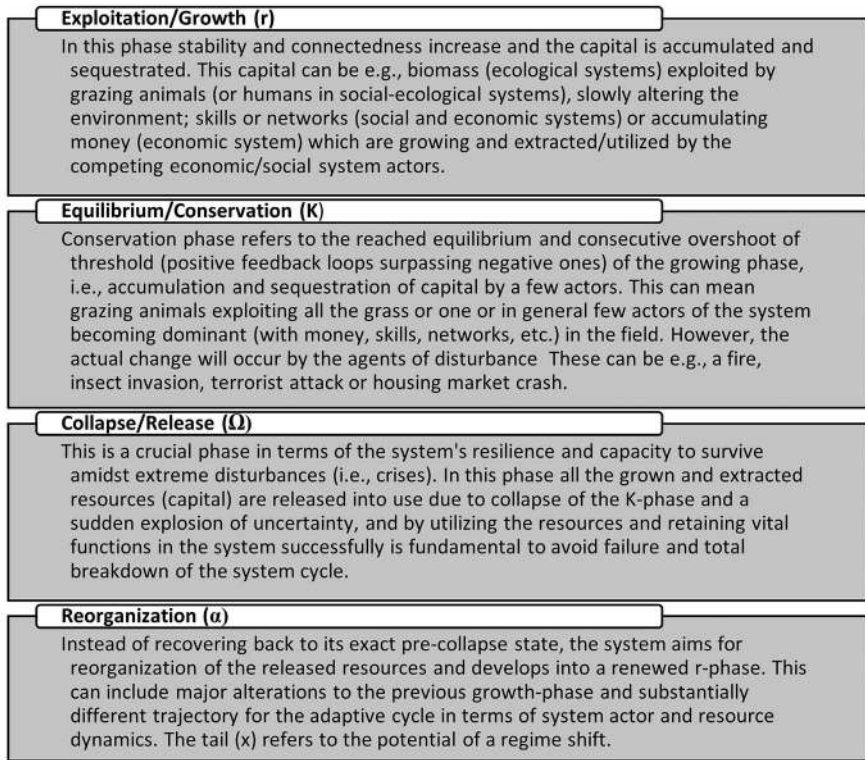 Exploitation/Growth (r)
In this phase stability and connectedness increase and the capital is accumulated and
sequestrated. This capital can be e.g., biomass (ecological systems) exploited by
grazing animals (or humans in social-ecological systems), slowly altering the
environment; skills or networks (social and economic systems) or accumulating
money (economic system) which are growing and extracted/utilized by the
competing economic/social system actors.
Equilibrium/Conservation (K)
Conservation phase refers to the reached equilibrium and consecutive overshoot of
threshold (positive feedback loops surpassing negative ones) of the growing phase,
i.e., accumulation and sequestration of capital by a few actors. This can mean
grazing animals exploiting all the grass or one or in general few actors of the system
becoming dominant (with money, skills, networks, etc.) in the field. However, the
actual change will occur by the agents of disturbance  These can be e.g., a fire,
insect invasion, terrorist attack or housing market crash.
Collapse/Release (Ω)
This is a crucial phase in terms of the system's resilience and capacity to survive
amidst extreme disturbances (i.e., crises). In this phase all the grown and extracted
resources (capital) are released into use due to collapse of the K-phase and a
sudden explosion of uncertainty, and by utilizing the resources and retaining vital
functions in the system successfully is fundamental to avoid failure and total
breakdown of the system cycle.
Reorganization (α)
Instead of recovering back to its exact pre-collapse state, the system aims for
reorganization of the released resources and develops into a renewed r-phase. This
can include major alterations to the previous growth-phase and substantially
different trajectory for the adaptive cycle in terms of system actor and resource
dynamics. The tail (x) refers to the potential of a regime shift.